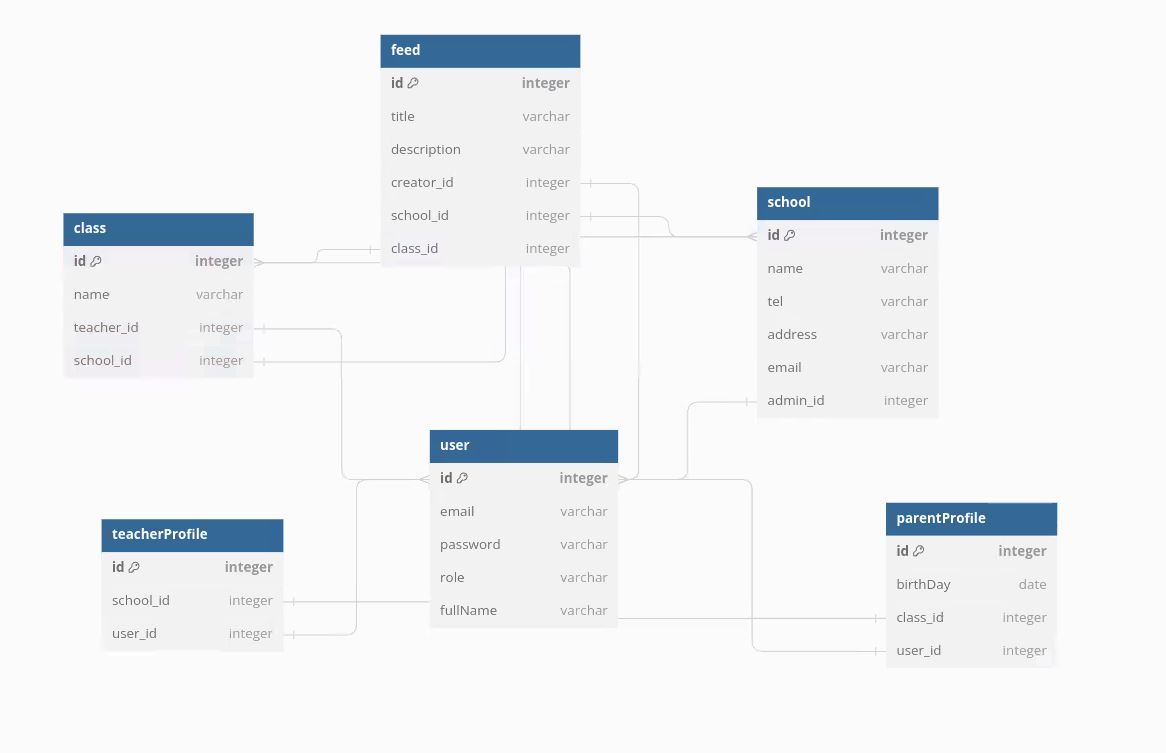 feed
id integer
title varchar
description varchar
creator_id integer
school_id integer
class_id integer
school
id integer
name varchar
tel varchar
address varchar
email varchar
admin_id integer
class
id integer
name varchar
teacher_id integer
school_id integer
user
id integer
email varchar
password varchar
role varchar
fullName varchar
teacherProfile
id integer
school_id integer
user_id integer
parentProfile
id integer
birthDay date
class_id integer
user_id integer